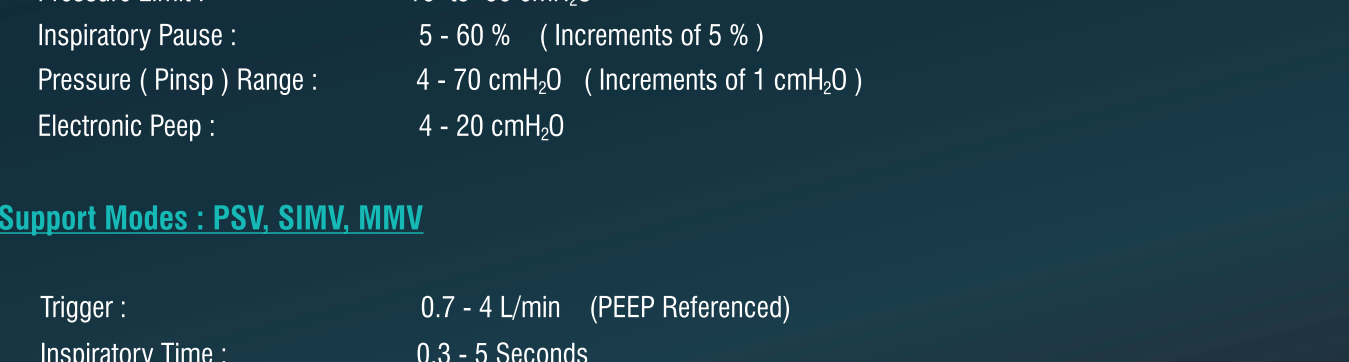 Inspiratory Pause : 5 - 60 % ( Increments of 5 % )
Pressure ( Pinsp ) Range : 4 - 70 cmH₂O ( Increments of 1 cmH₂O )
Electronic Peep : 4 - 20 cmH₂O
Support Modes : PSV, SIMV, MMV
Trigger : 0.7 - 4 L/min (PEEP Referenced)
Inspiratory Time : 0.3 - 5 Seconds